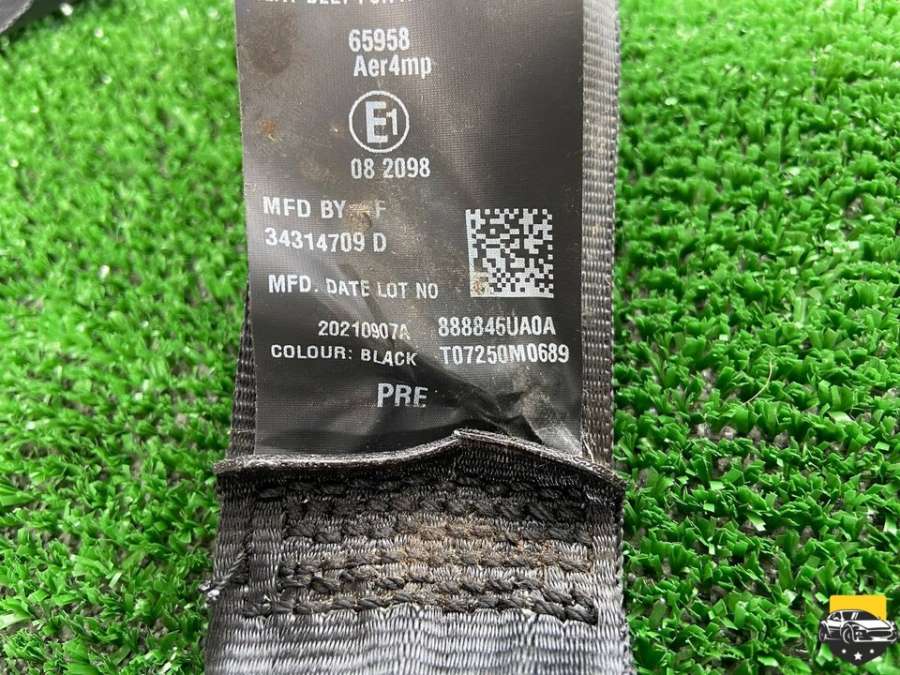 65958
Aer4mp
E1
08 2098
MFD BY F
34314709 D
MFD. DATE LOT NO
20210907A 888846UA0A
COLOUR: BLACK T07250M0689
PRE